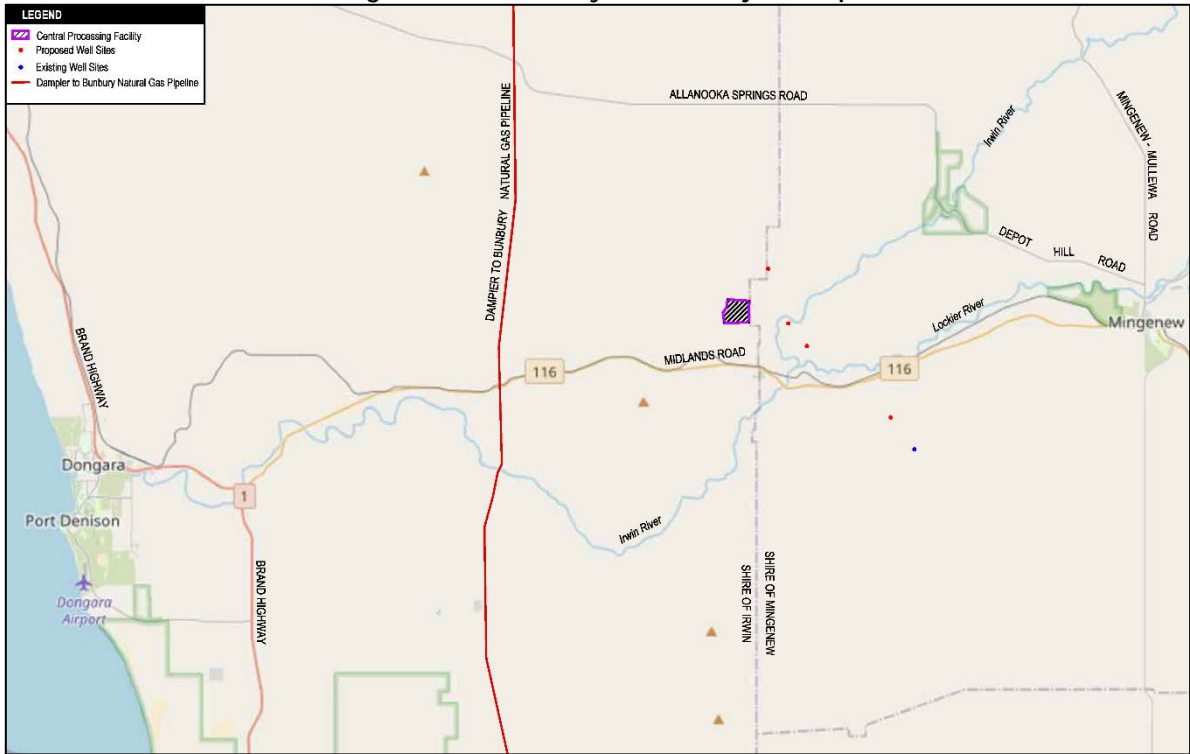 LEGEND
Central Processing Facility
Proposed Well Sites
Existing Well Sites
Dampier to Bunbury Natural Gas Pipeline
ALLANOOKA SPRINGS ROAD
MINGENEW - MULLEWA ROAD
Irwin River
DAMPIER TO BUNBURY NATURAL GAS PIPELINE
DEPOT HILL ROAD
Lockier River
Mingenew
BRAND HIGHWAY
MIDLANDS ROAD
116
116
Dongara
1
Port Denison
Irwin River
BRAND HIGHWAY
SHIRE OF IRWIN
SHIRE OF MINGENEW
Dongara
Airport